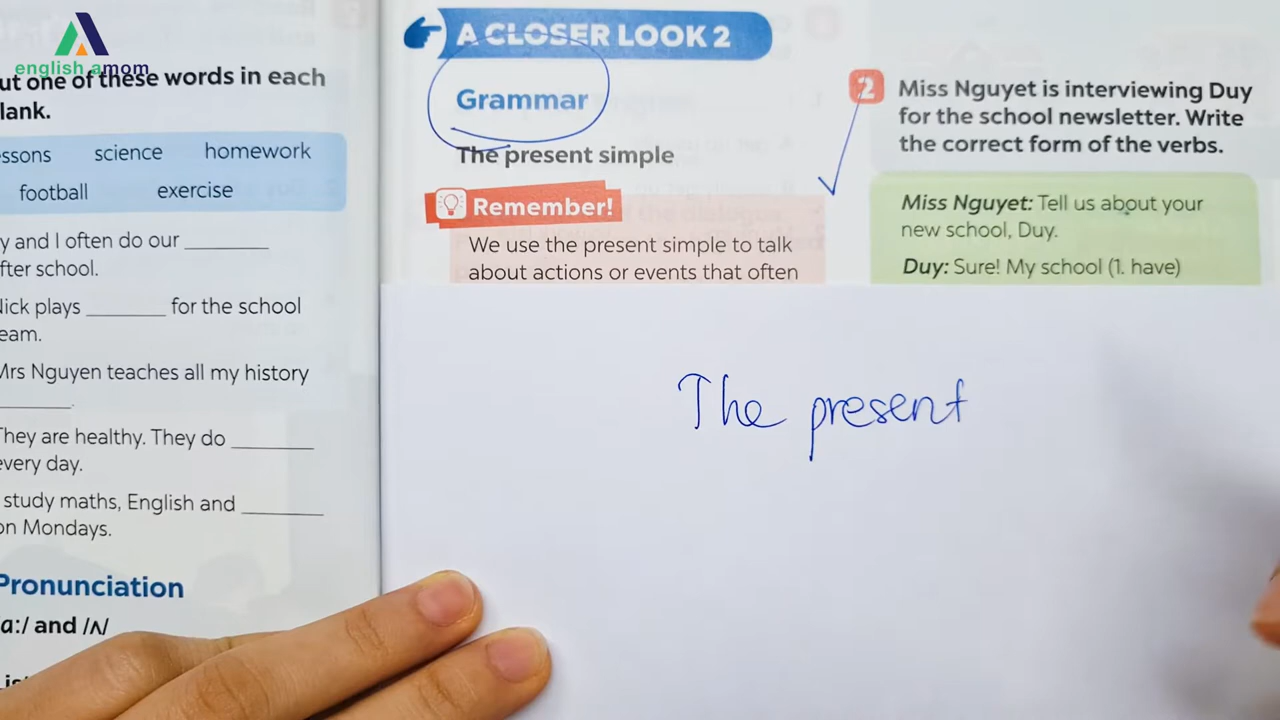 english amom
ut one of these words in each
lank.
ssons science homework
football exercise
y and I often do our ________
fter school.
Nick plays ________ for the school
eam.
Mrs Nguyen teaches all my history
________.
They are healthy. They do ________
every day.
study maths, English and ________
on Mondays.
Pronunciation
ɑː/ and /ʌ/
A CLOSER LOOK 2
Grammar
The present simple
Remember!
We use the present simple to talk
about actions or events that often
2 Miss Nguyet is interviewing Duy
for the school newsletter. Write
the correct form of the verbs.
Miss Nguyet: Tell us about your
new school, Duy.
Duy: Sure! My school (1. have)
The present